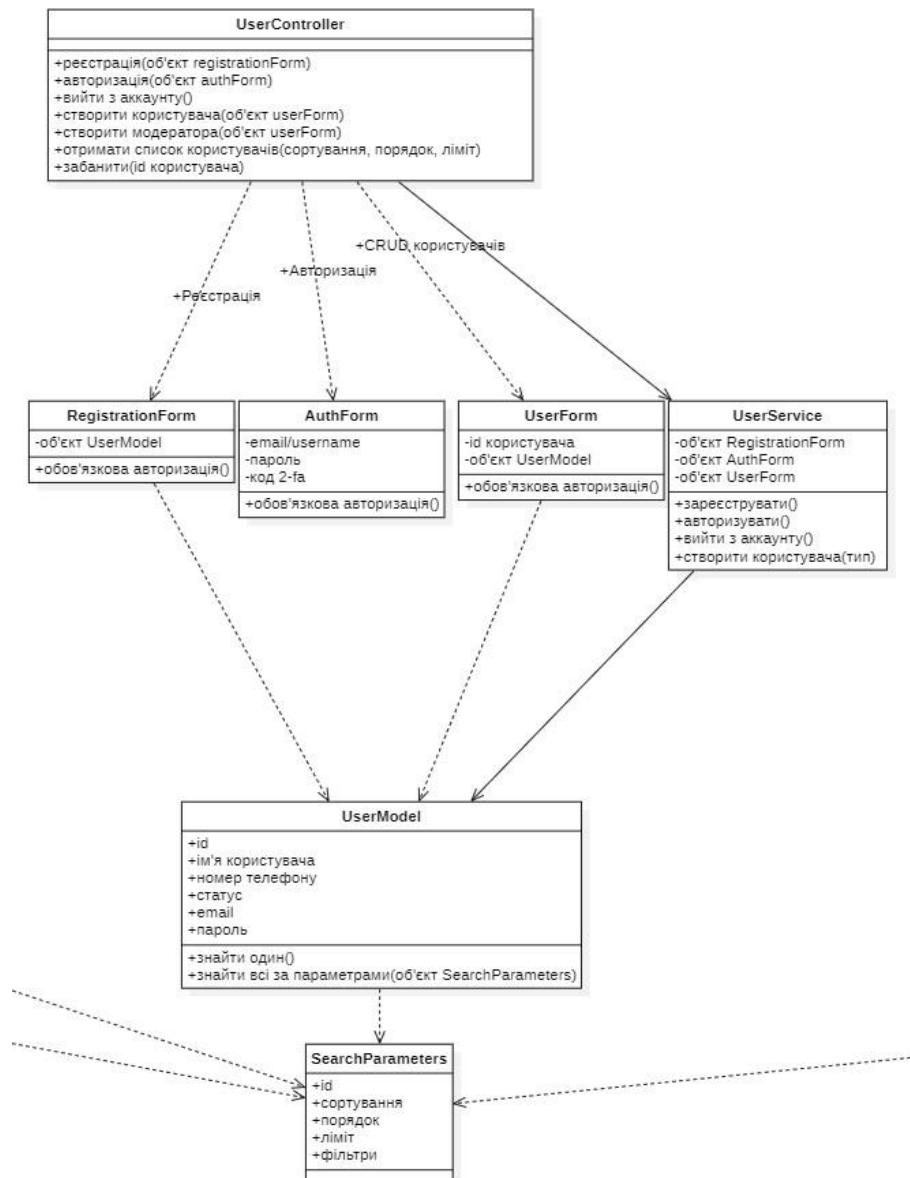 UserController
+реєстрація(об'єкт registrationForm)
+авторизація(об'єкт authForm)
+вийти з аккаунту()
+створити користувача(об'єкт userForm)
+створити модератора(об'єкт userForm)
+отримати список користувачів(сортування, порядок, ліміт)
+забанити(id користувача)
+CRUD користувачів
+Авторизація
+Реєстрація
RegistrationForm
-об'єкт UserModel
+обов'язкова авторизація()
AuthForm
-email/username
-пароль
-код 2-fa
+обов'язкова авторизація()
UserForm
-id користувача
-об'єкт UserModel
+обов'язкова авторизація()
UserService
-об'єкт RegistrationForm
-об'єкт AuthForm
-об'єкт UserForm
+зареєструвати()
+авторизувати()
+вийти з аккаунту()
+створити користувача(тип)
UserModel
+id
+ім'я користувача
+номер телефону
+статус
+email
+пароль
+знайти один()
+знайти всі за параметрами(об'єкт SearchParameters)
SearchParameters
+id
+сортування
+порядок
+ліміт
+фільтри